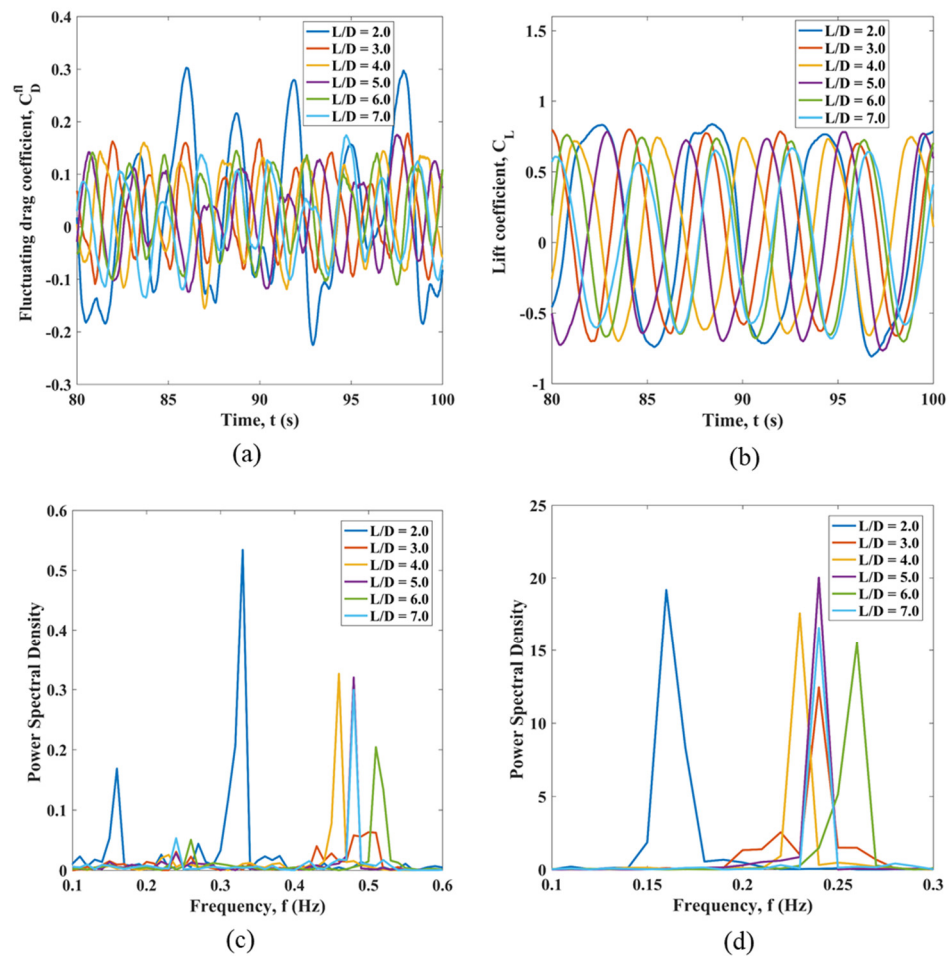 0.4
0.3
0.2
0.1
0
-0.1
-0.2
-0.3
Fluctuating drag coefficient, C_D^fl
L/D = 2.0
L/D = 3.0
L/D = 4.0
L/D = 5.0
L/D = 6.0
L/D = 7.0
80 85 90 95 100
Time, t (s)
(a)
1.5
1
0.5
0
-0.5
-1
Lift coefficient, C_L
L/D = 2.0
L/D = 3.0
L/D = 4.0
L/D = 5.0
L/D = 6.0
L/D = 7.0
80 85 90 95 100
Time, t (s)
(b)
0.6
0.5
0.4
0.3
0.2
0.1
0
Power Spectral Density
L/D = 2.0
L/D = 3.0
L/D = 4.0
L/D = 5.0
L/D = 6.0
L/D = 7.0
0.1 0.2 0.3 0.4 0.5 0.6
Frequency, f (Hz)
(c)
25
20
15
10
5
0
Power Spectral Density
L/D = 2.0
L/D = 3.0
L/D = 4.0
L/D = 5.0
L/D = 6.0
L/D = 7.0
0.1 0.15 0.2 0.25 0.3
Frequency, f (Hz)
(d)